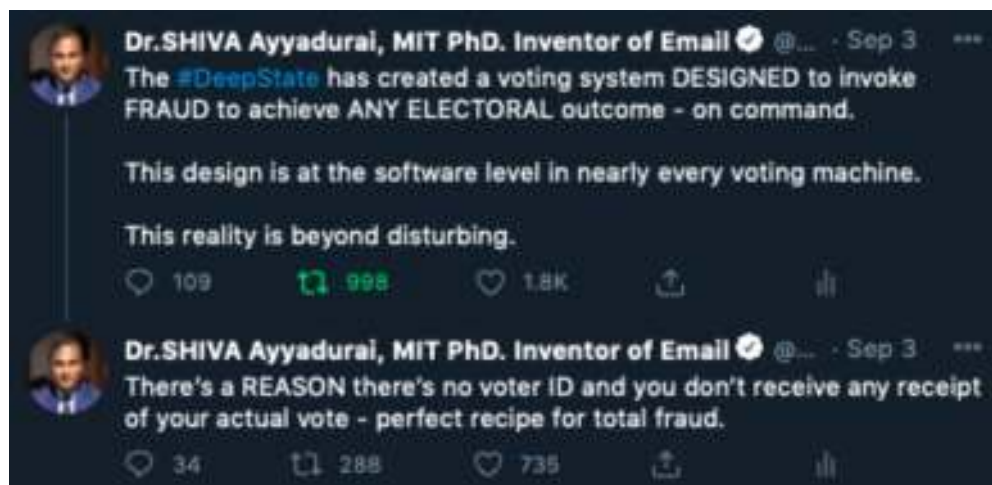 Dr.SHIVA Ayyadurai, MIT PhD. Inventor of Email @... · Sep 3
The #DeepState has created a voting system DESIGNED to invoke
FRAUD to achieve ANY ELECTORAL outcome - on command.
This design is at the software level in nearly every voting machine.
This reality is beyond disturbing.
109 998 1.8K
Dr.SHIVA Ayyadurai, MIT PhD. Inventor of Email @... · Sep 3
There's a REASON there's no voter ID and you don't receive any receipt
of your actual vote - perfect recipe for total fraud.
34 288 735